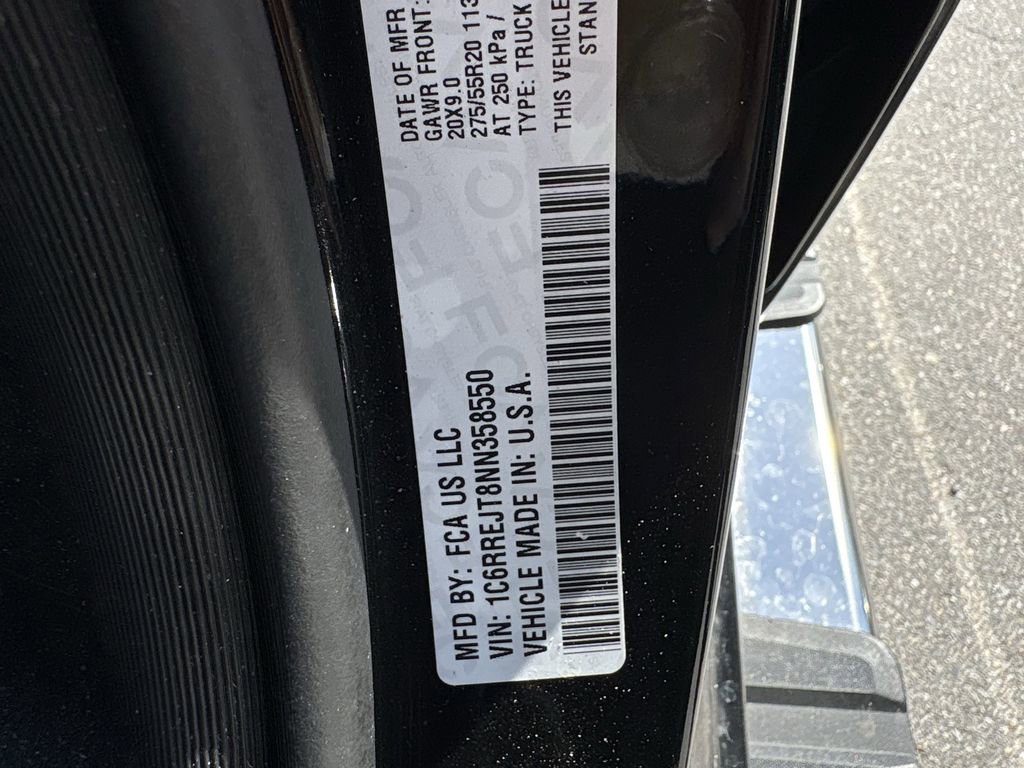 MFD BY: FCA US LLC
VIN: 1C6RREJT8NN358550
VEHICLE MADE IN: U.S.A.
DATE OF MFR
GAWR FRONT:
20X9.0
275/55R20 113
AT 250 kPa /
TYPE: TRUCK
THIS VEHICLE
STAN